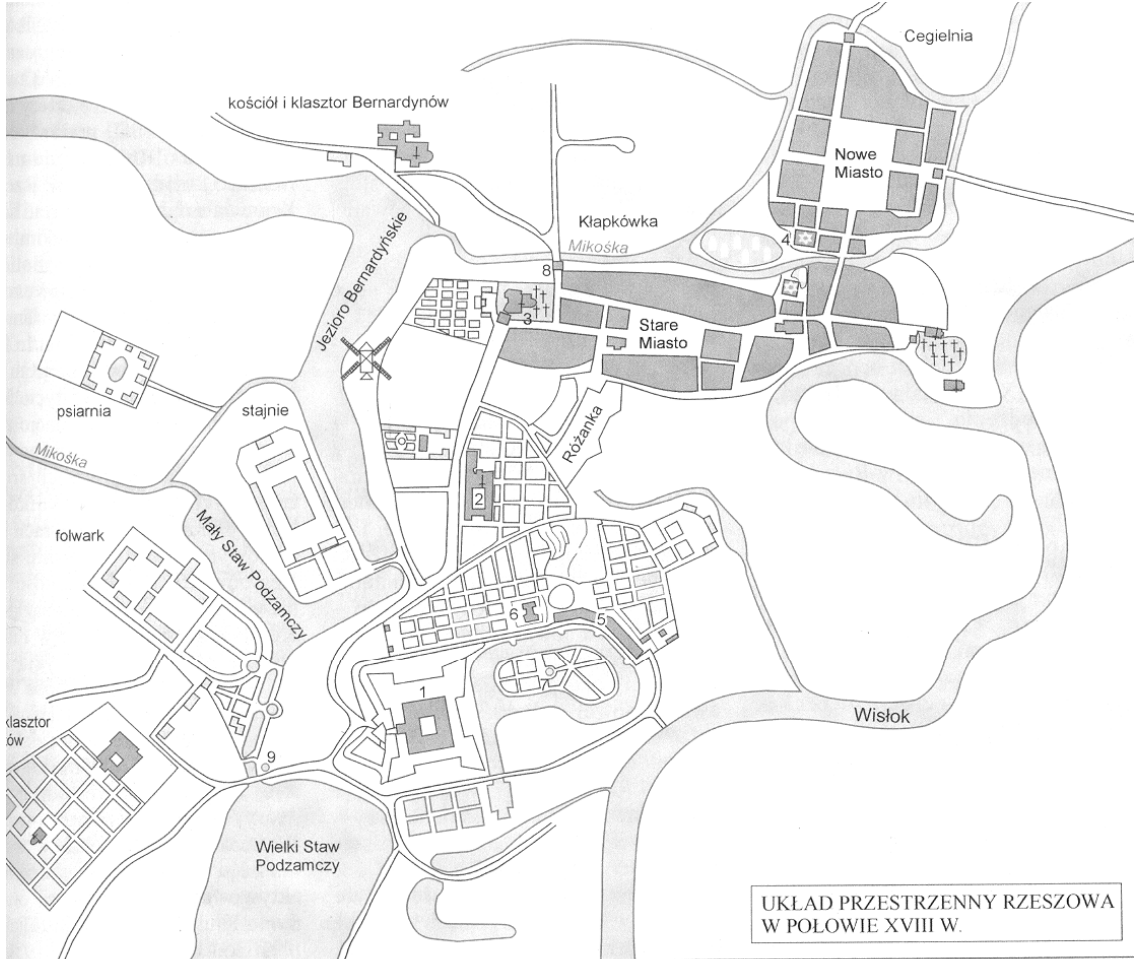 Cegielnia
kościół i klasztor Bernardynów
Nowe
Miasto
Kłapkówka
Mikośka
4
8
Jezioro Bernardyńskie
3
Stare
Miasto
psiarnia
stajnie
Różanka
Mikośka
2
folwark
Mały Staw Podzamczy
6
5
7
1
Wisłok
klasztor
ów
9
Wielki Staw
Podzamczy
UKŁAD PRZESTRZENNY RZESZOWA
W POŁOWIE XVIII W.